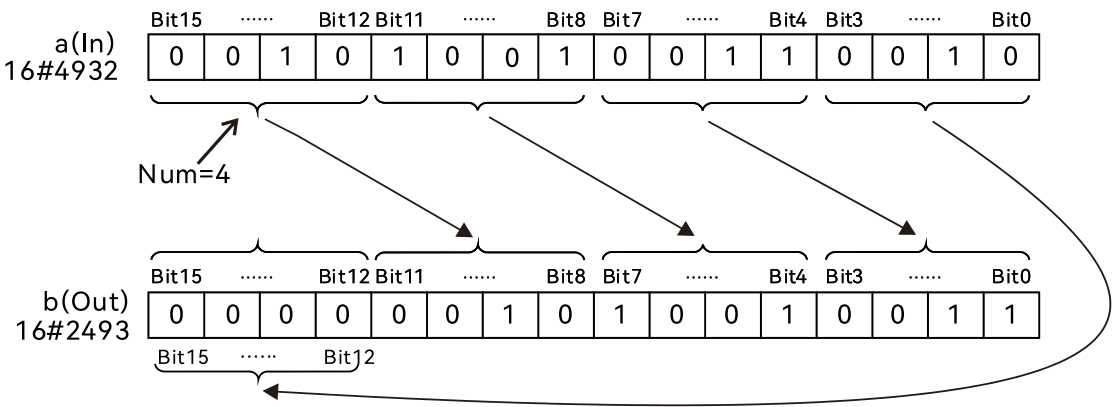 Bit15 ...... Bit12 Bit11 ...... Bit8 Bit7 ...... Bit4 Bit3 ...... Bit0
a(In)
16#4932
0 0 1 0 1 0 0 1 0 0 1 1 0 0 1 0
Num=4
Bit15 ...... Bit12 Bit11 ...... Bit8 Bit7 ...... Bit4 Bit3 ...... Bit0
b(Out)
16#2493
0 0 0 0 0 0 1 0 1 0 0 1 0 0 1 1
Bit15 ...... Bit12